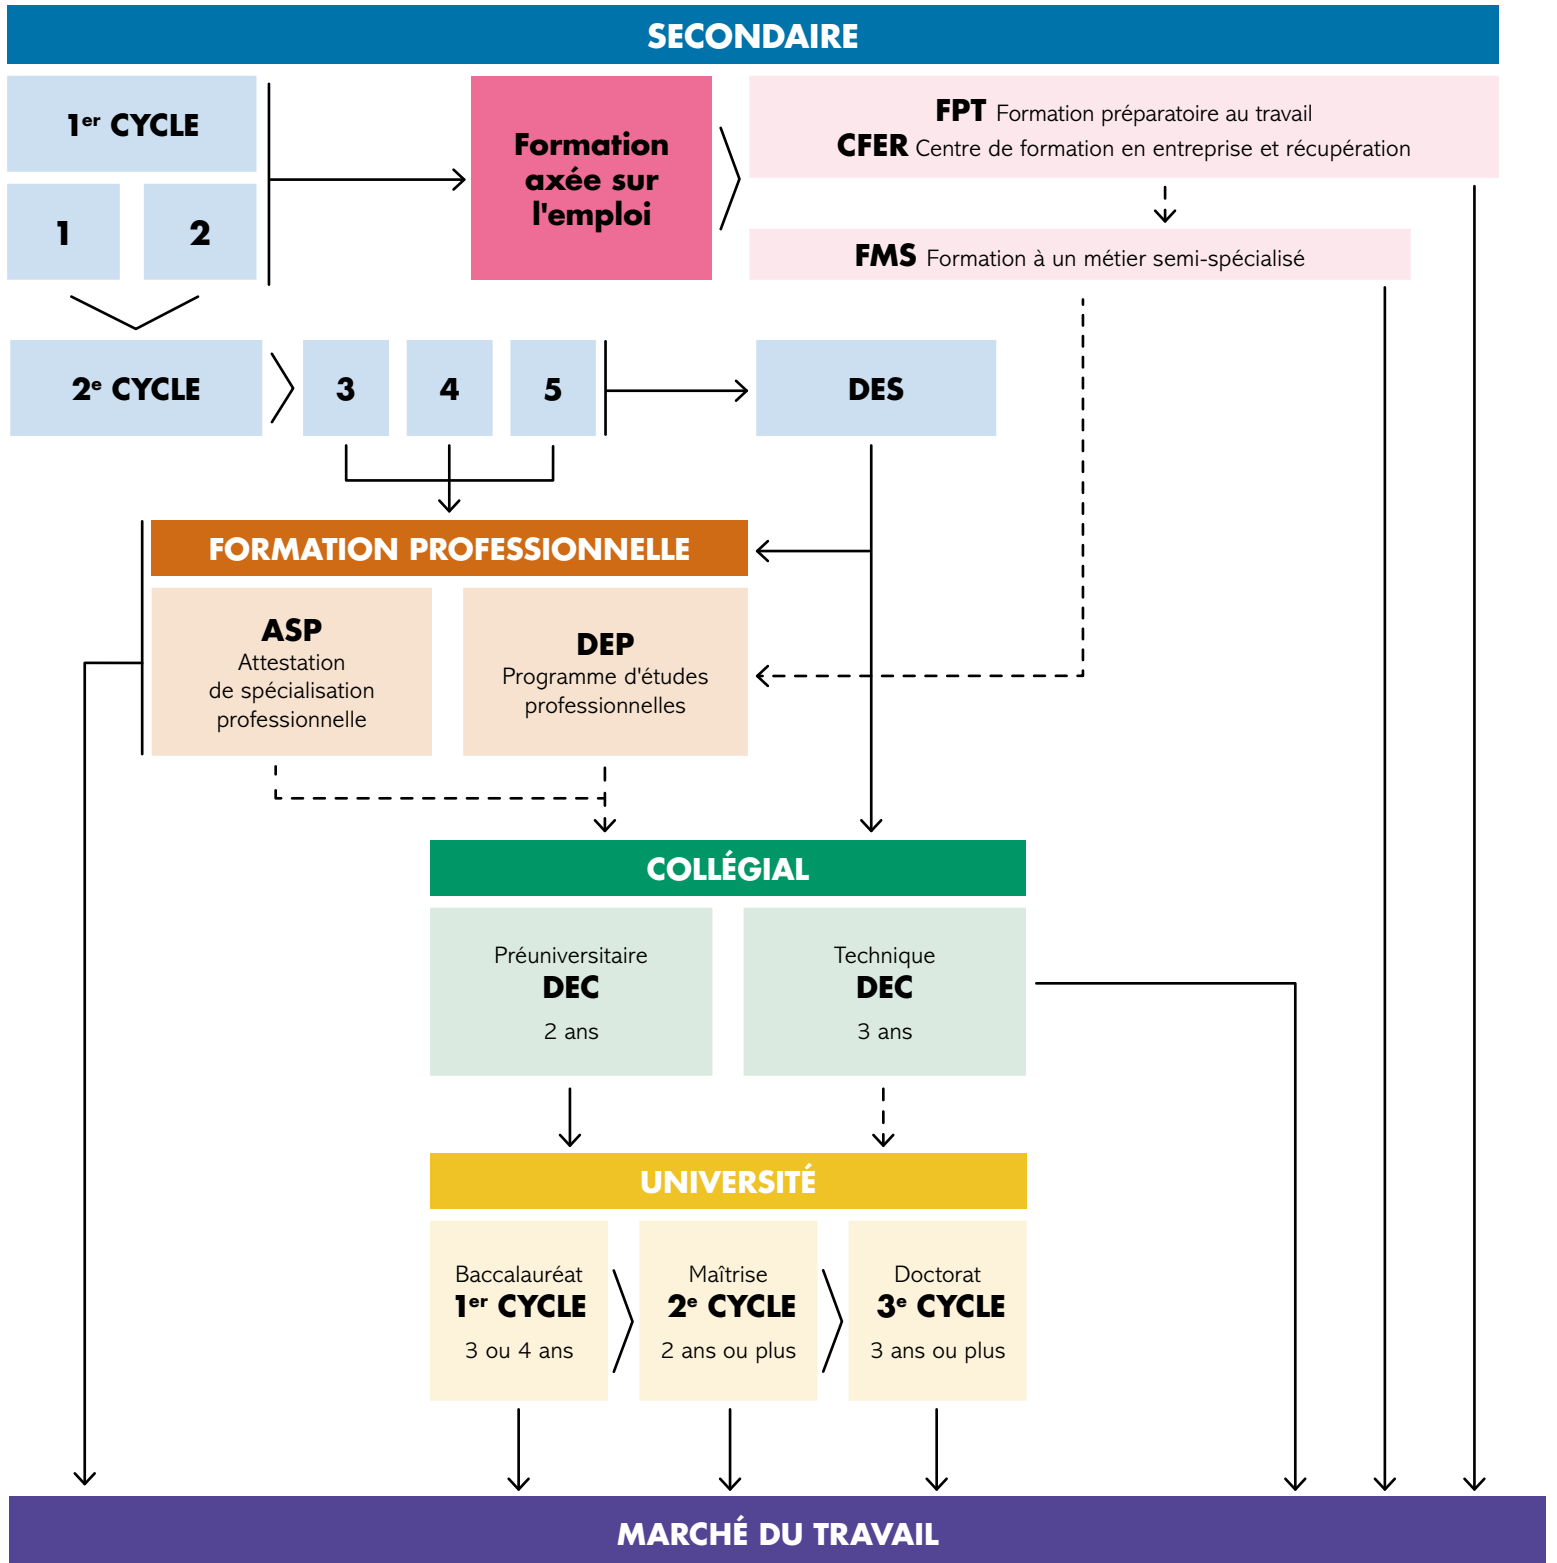 SECONDAIRE
1er CYCLE
1
2
Formation
axée sur
l'emploi
FPT Formation préparatoire au travail
CFER Centre de formation en entreprise et récupération
FMS Formation à un métier semi-spécialisé
2e CYCLE
3
4
5
DES
FORMATION PROFESSIONNELLE
ASP
Attestation
de spécialisation
professionnelle
DEP
Programme d'études
professionnelles
COLLÉGIAL
Préuniversitaire
DEC
2 ans
Technique
DEC
3 ans
UNIVERSITÉ
Baccalauréat
1er CYCLE
3 ou 4 ans
Maîtrise
2e CYCLE
2 ans ou plus
Doctorat
3e CYCLE
3 ans ou plus
MARCHÉ DU TRAVAIL